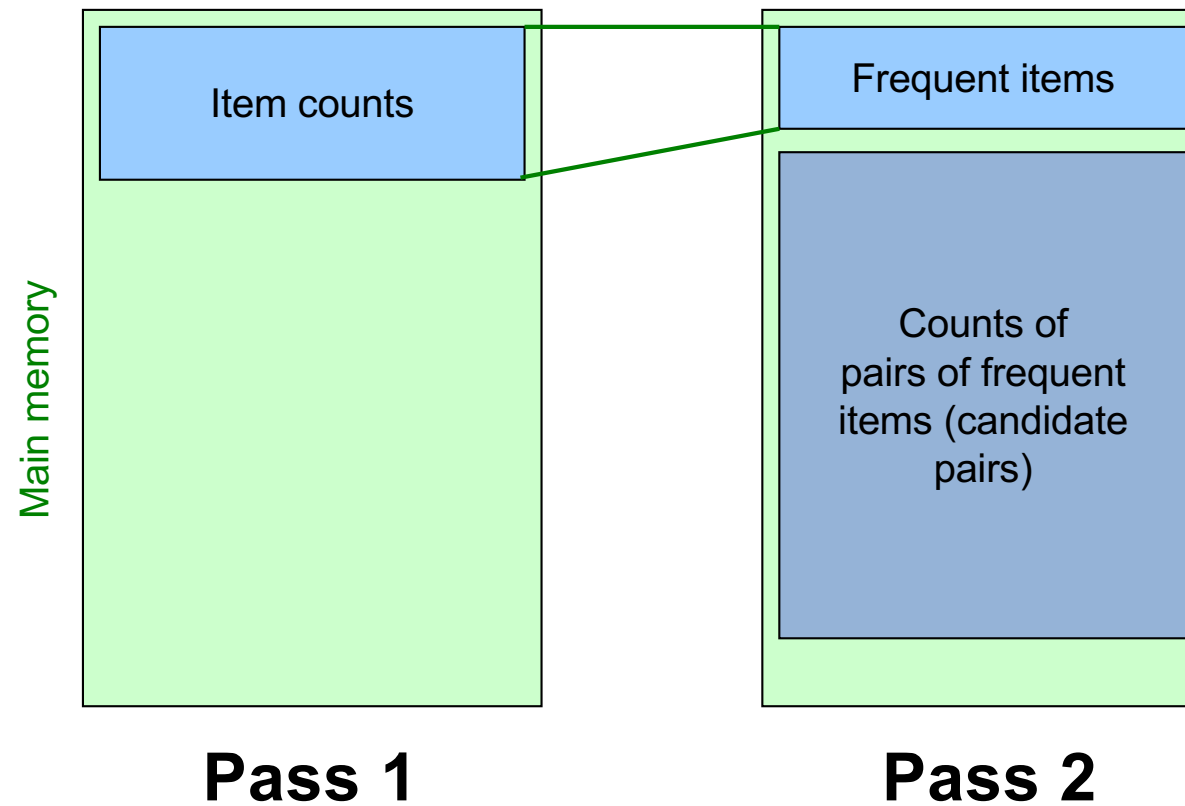 Item counts
Frequent items
Counts of
pairs of frequent
items (candidate
pairs)
Main memory
Pass 1
Pass 2